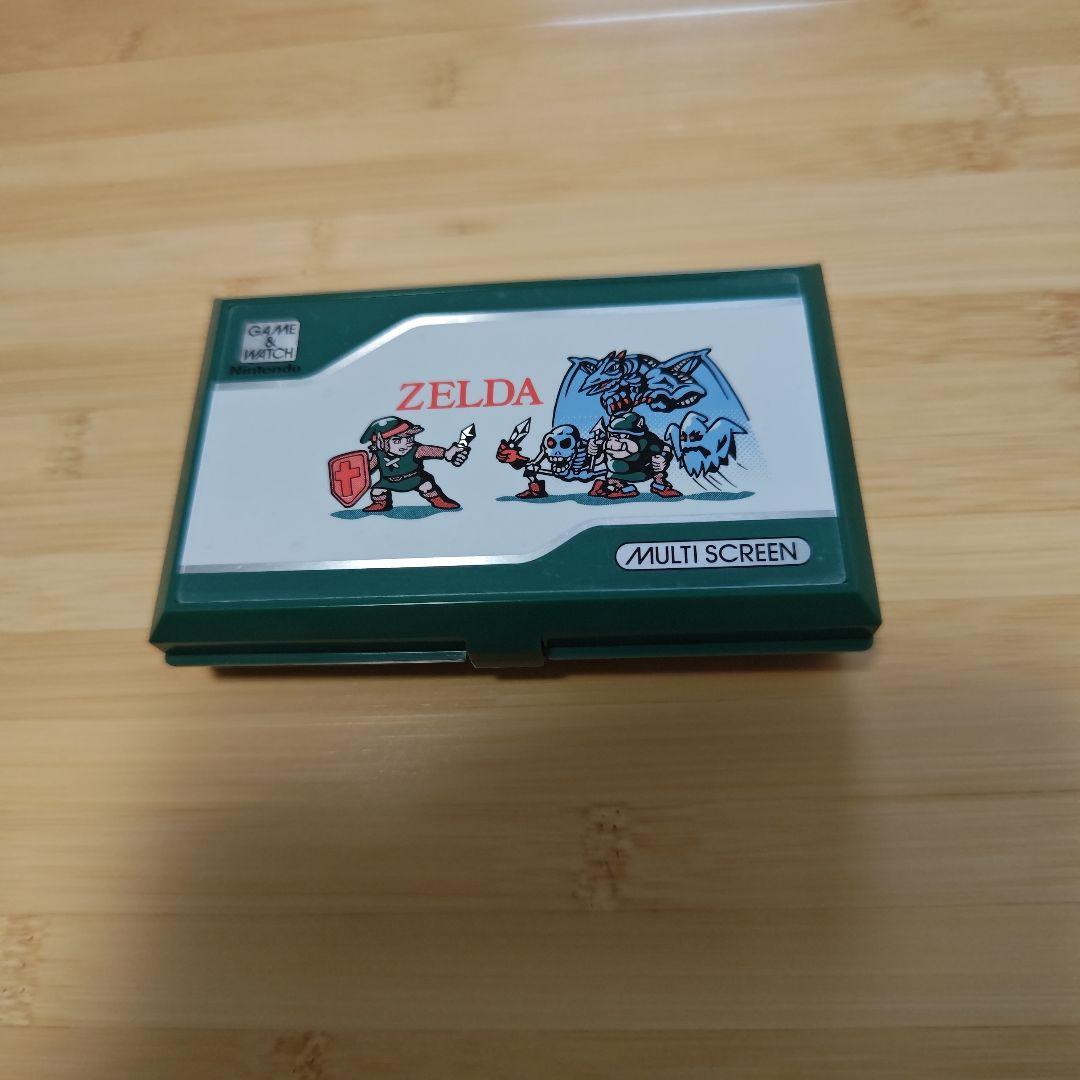 GAME
&
WATCH
Nintendo
ZELDA
MULTI SCREEN